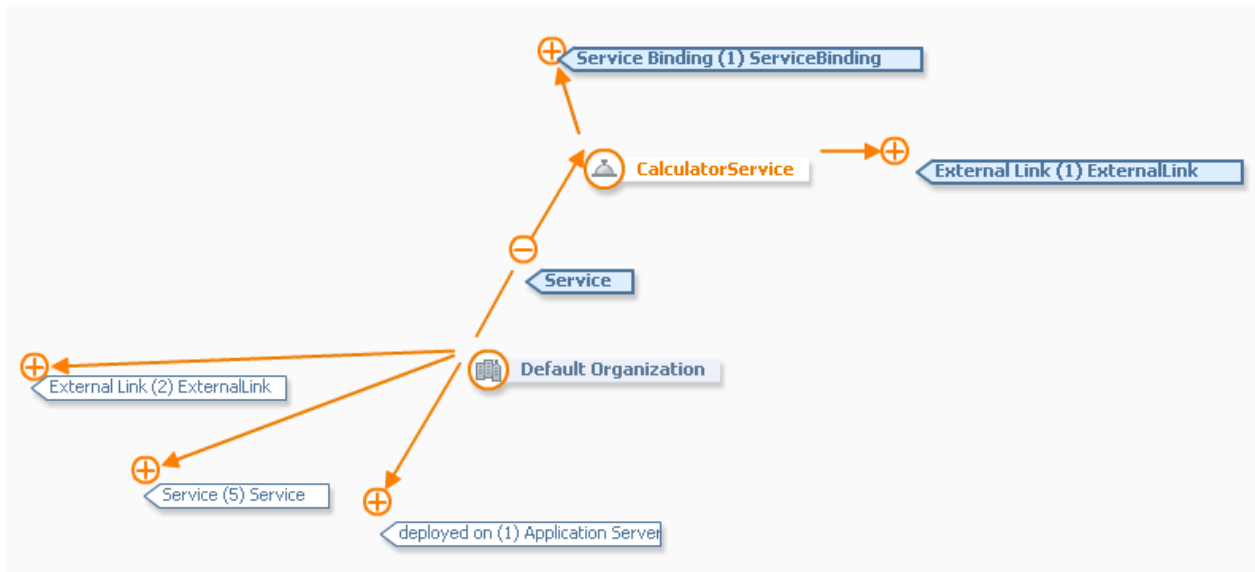 Service Binding (1) ServiceBinding
CalculatorService
External Link (1) ExternalLink
Service
Default Organization
External Link (2) ExternalLink
Service (5) Service
deployed on (1) Application Server